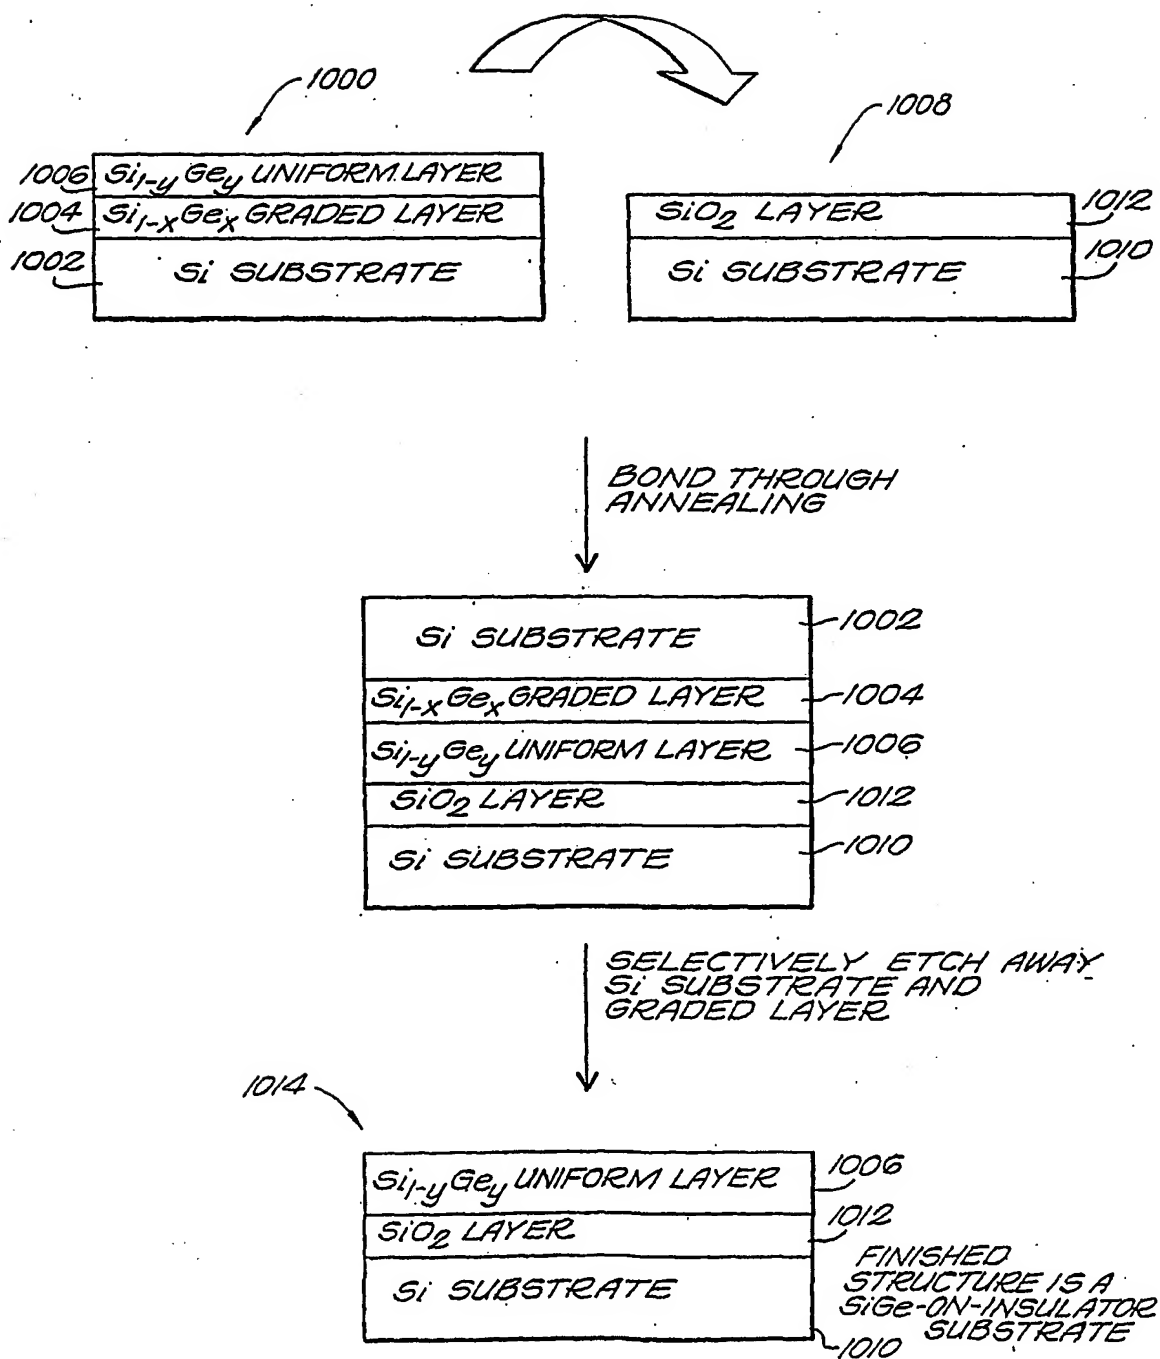 1000
1008
1006 Si1-yGey UNIFORM LAYER
1004 Si1-xGex GRADED LAYER
1002 Si SUBSTRATE
SiO2 LAYER 1012
Si SUBSTRATE 1010
BOND THROUGH
ANNEALING
Si SUBSTRATE 1002
Si1-xGex GRADED LAYER 1004
Si1-yGey UNIFORM LAYER 1006
SiO2 LAYER 1012
Si SUBSTRATE 1010
SELECTIVELY ETCH AWAY
Si SUBSTRATE AND
GRADED LAYER
1014
Si1-yGey UNIFORM LAYER 1006
SiO2 LAYER 1012
Si SUBSTRATE 1010
FINISHED
STRUCTURE IS A
SiGe-ON-INSULATOR
SUBSTRATE